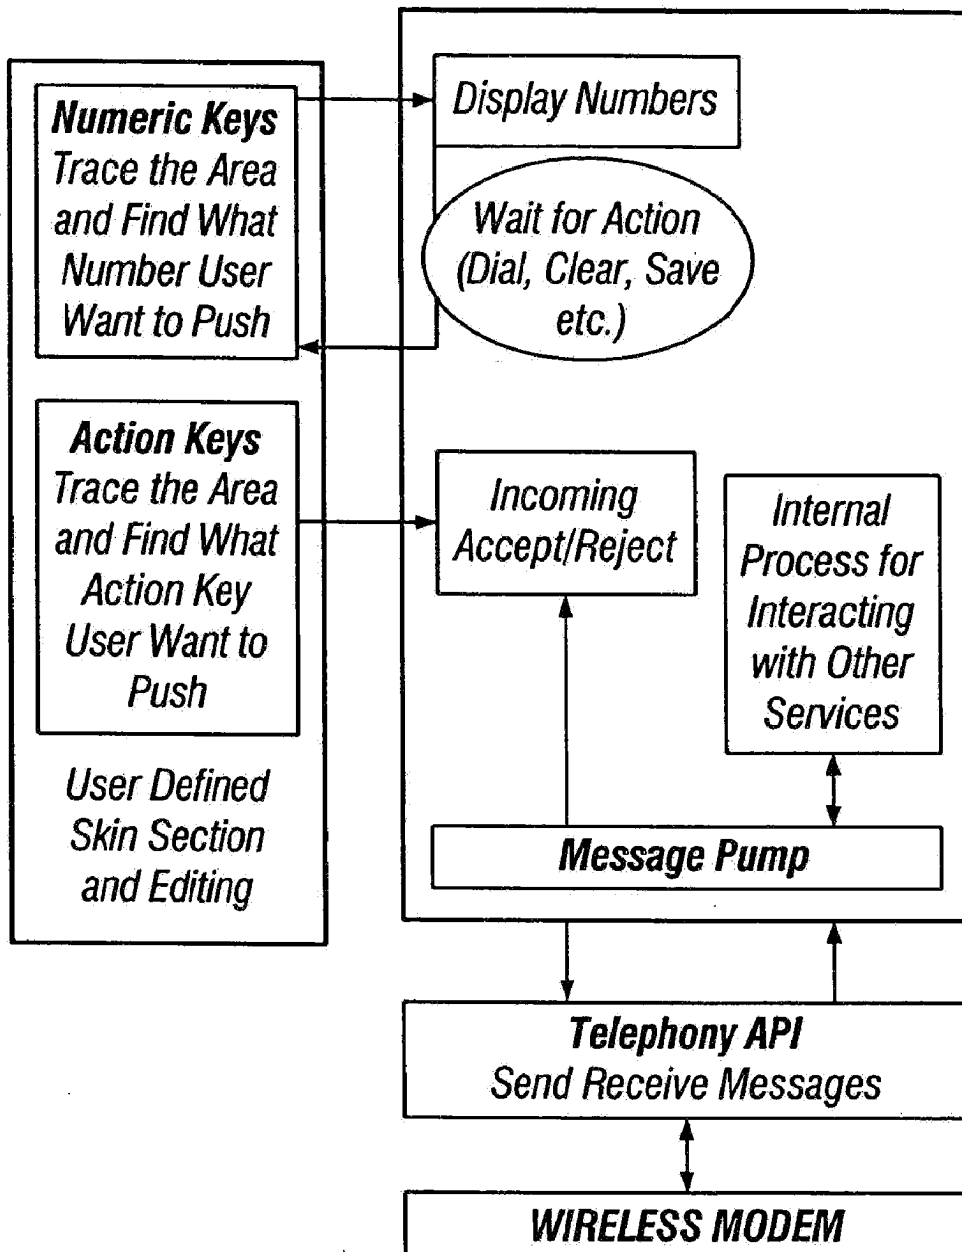 Numeric Keys
Trace the Area
and Find What
Number User
Want to Push
Action Keys
Trace the Area
and Find What
Action Key
User Want to
Push
User Defined
Skin Section
and Editing
Display Numbers
Wait for Action
(Dial, Clear, Save
etc.)
Incoming
Accept/Reject
Internal
Process for
Interacting
with Other
Services
Message Pump
Telephony API
Send Receive Messages
WIRELESS MODEM